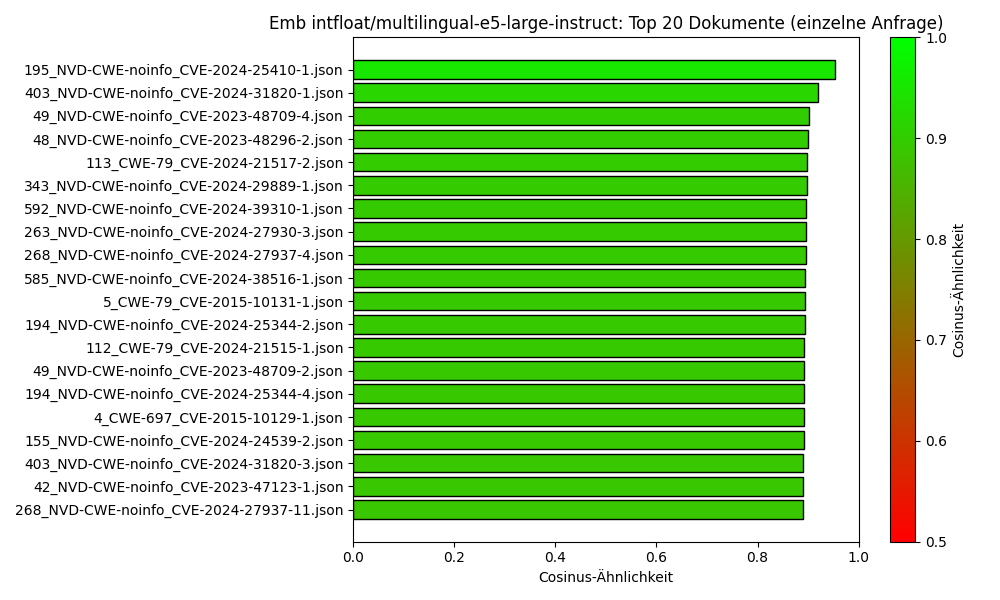 Emb intfloat/multilingual-e5-large-instruct: Top 20 Dokumente (einzelne Anfrage)
195_NVD-CWE-noinfo_CVE-2024-25410-1.json
403_NVD-CWE-noinfo_CVE-2024-31820-1.json
49_NVD-CWE-noinfo_CVE-2023-48709-4.json
48_NVD-CWE-noinfo_CVE-2023-48296-2.json
113_CWE-79_CVE-2024-21517-2.json
343_NVD-CWE-noinfo_CVE-2024-29889-1.json
592_NVD-CWE-noinfo_CVE-2024-39310-1.json
263_NVD-CWE-noinfo_CVE-2024-27930-3.json
268_NVD-CWE-noinfo_CVE-2024-27937-4.json
585_NVD-CWE-noinfo_CVE-2024-38516-1.json
5_CWE-79_CVE-2015-10131-1.json
194_NVD-CWE-noinfo_CVE-2024-25344-2.json
112_CWE-79_CVE-2024-21515-1.json
49_NVD-CWE-noinfo_CVE-2023-48709-2.json
194_NVD-CWE-noinfo_CVE-2024-25344-4.json
4_CWE-697_CVE-2015-10129-1.json
155_NVD-CWE-noinfo_CVE-2024-24539-2.json
403_NVD-CWE-noinfo_CVE-2024-31820-3.json
42_NVD-CWE-noinfo_CVE-2023-47123-1.json
268_NVD-CWE-noinfo_CVE-2024-27937-11.json
0.0 0.2 0.4 0.6 0.8 1.0
Cosinus-Ähnlichkeit
1.0
0.9
0.8
0.7
0.6
0.5
Cosinus-Ähnlichkeit